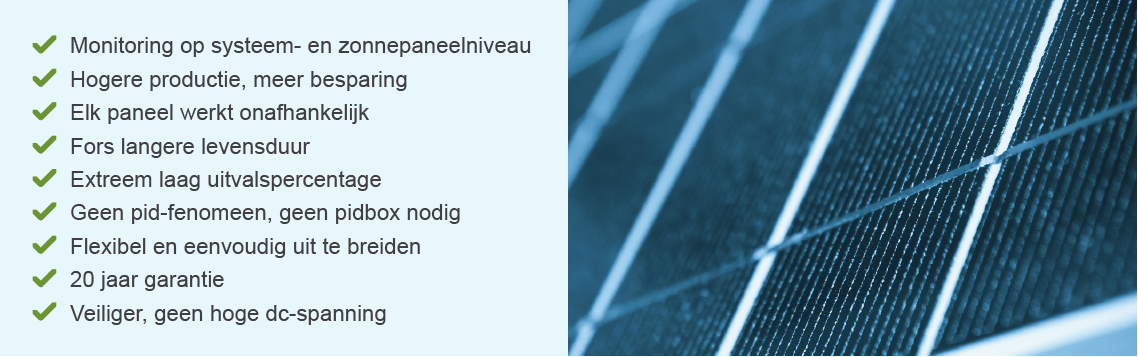 Monitoring op systeem- en zonnepaneelniveau
Hogere productie, meer besparing
Elk paneel werkt onafhankelijk
Fors langere levensduur
Extreem laag uitvalspercentage
Geen pid-fenomeen, geen pidbox nodig
Flexibel en eenvoudig uit te breiden
20 jaar garantie
Veiliger, geen hoge dc-spanning